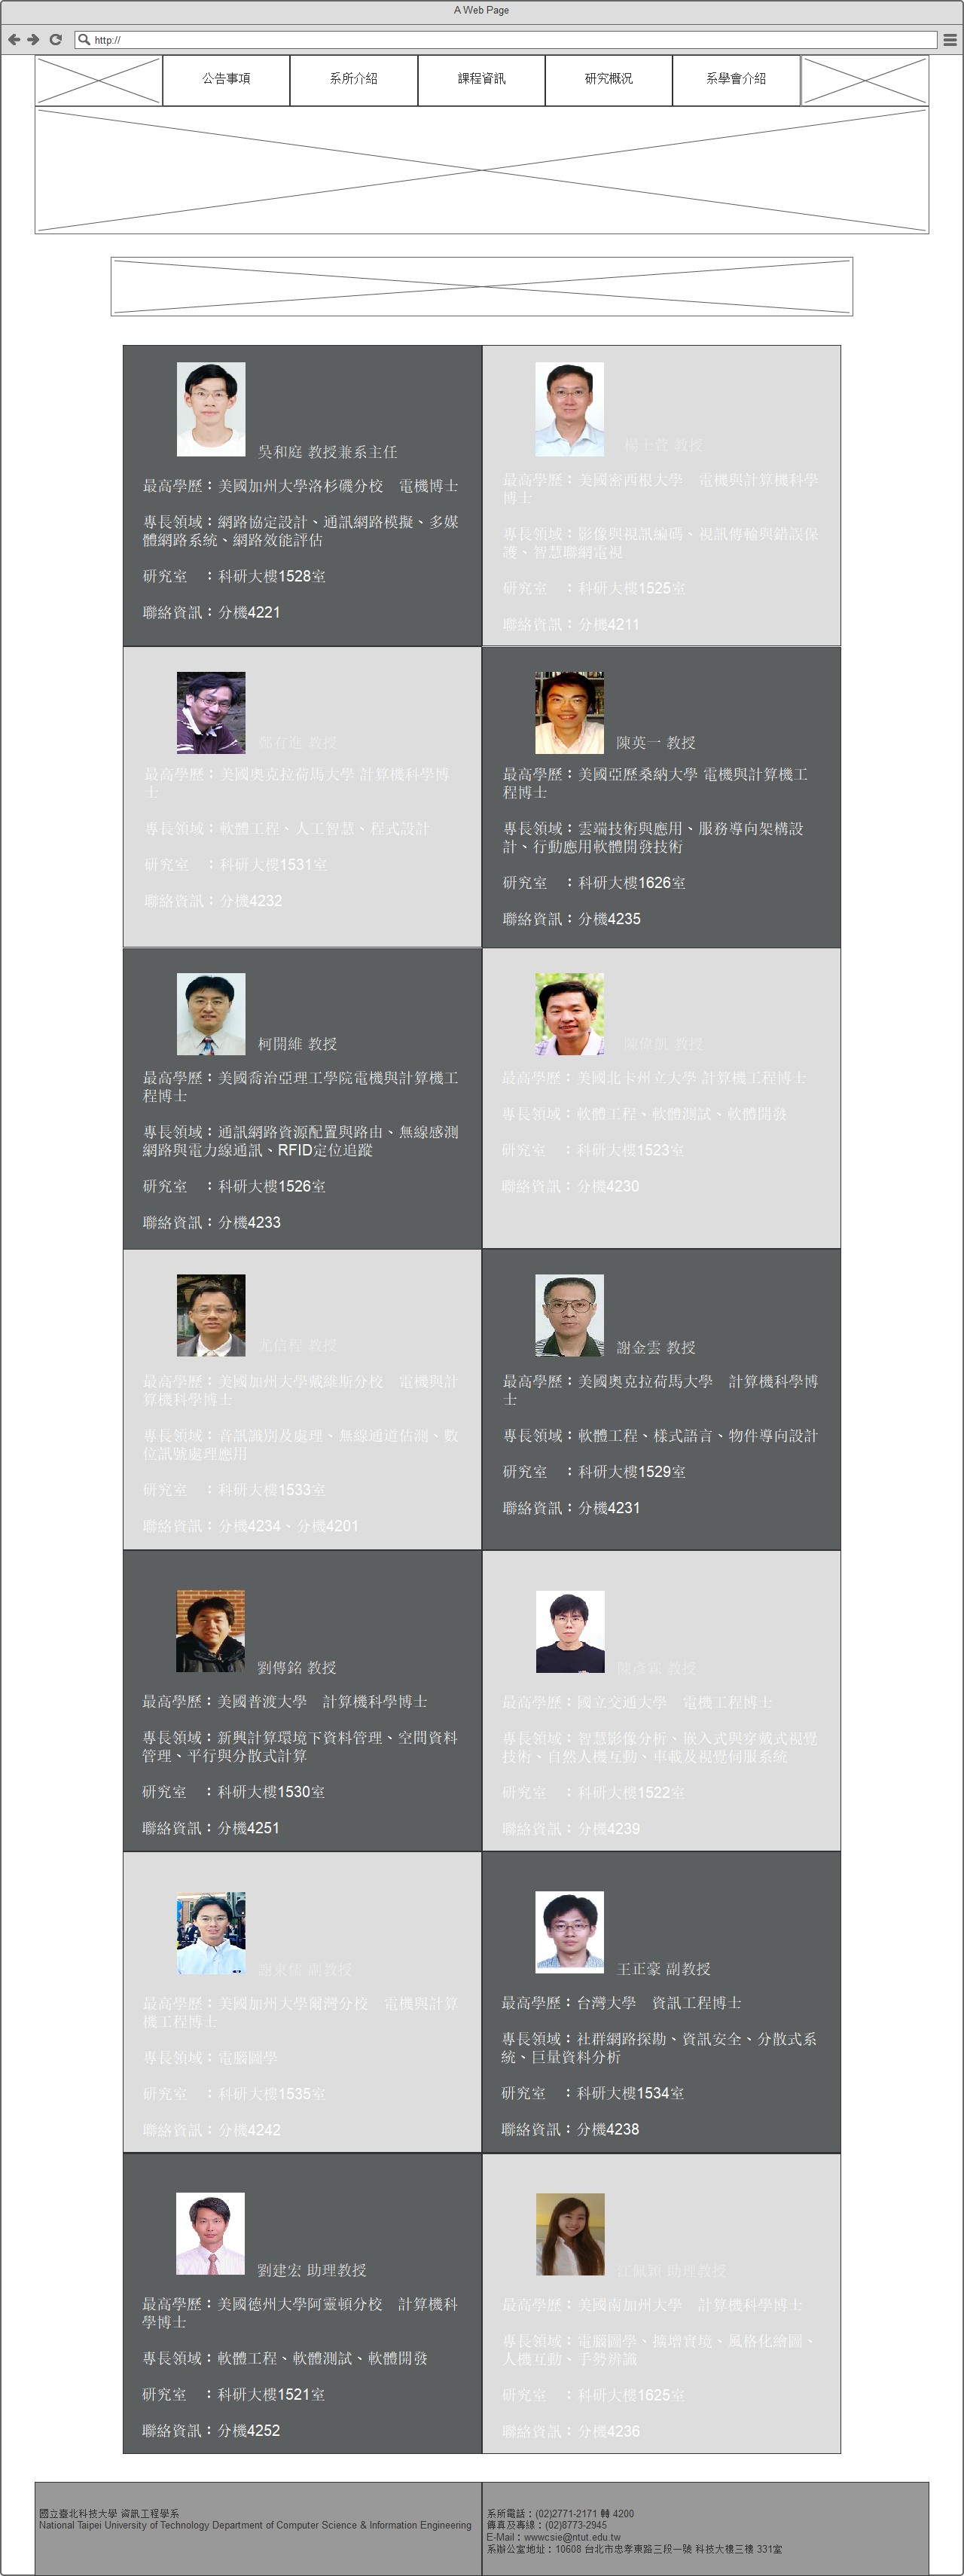 A Web Page
http://
公告事項
系所介紹
課程資訊
研究概況
系學會介紹
吳和庭 教授兼系主任
最高學歷：美國加州大學洛杉磯分校　電機博士
專長領域：網路協定設計、通訊網路模擬、多媒
體網路系統、網路效能評估
研究室　：科研大樓1528室
聯絡資訊：分機4221
楊士萱 教授
最高學歷：美國密西根大學　電機與計算機科學
博士
專長領域：影像與視訊編碼、視訊傳輸與錯誤保
護、智慧聯網電視
研究室　：科研大樓1525室
聯絡資訊：分機4211
鄭有進 教授
最高學歷：美國奧克拉荷馬大學 計算機科學博
士
專長領域：軟體工程、人工智慧、程式設計
研究室　：科研大樓1531室
聯絡資訊：分機4232
陳英一 教授
最高學歷：美國亞歷桑納大學 電機與計算機工
程博士
專長領域：雲端技術與應用、服務導向架構設
計、行動應用軟體開發技術
研究室　：科研大樓1626室
聯絡資訊：分機4235
柯開維 教授
最高學歷：美國喬治亞理工學院電機與計算機工
程博士
專長領域：通訊網路資源配置與路由、無線感測
網路與電力線通訊、RFID定位追蹤
研究室　：科研大樓1526室
聯絡資訊：分機4233
陳偉凱 教授
最高學歷：美國北卡州立大學 計算機工程博士
專長領域：軟體工程、軟體測試、軟體開發
研究室　：科研大樓1523室
聯絡資訊：分機4230
尤信程 教授
最高學歷：美國加州大學戴維斯分校　電機與計
算機科學博士
專長領域：音訊識別及處理、無線通道估測、數
位訊號處理應用
研究室　：科研大樓1533室
聯絡資訊：分機4234、分機4201
謝金雲 教授
最高學歷：美國奧克拉荷馬大學　計算機科學博
士
專長領域：軟體工程、樣式語言、物件導向設計
研究室　：科研大樓1529室
聯絡資訊：分機4231
劉傳銘 教授
最高學歷：美國普渡大學　計算機科學博士
專長領域：新興計算環境下資料管理、空間資料
管理、平行與分散式計算
研究室　：科研大樓1530室
聯絡資訊：分機4251
陳彥霖 教授
最高學歷：國立交通大學　電機工程博士
專長領域：智慧影像分析、嵌入式與穿戴式視覺
技術、自然人機互動、車載及視覺伺服系統
研究室　：科研大樓1522室
聯絡資訊：分機4239
謝東儒 副教授
最高學歷：美國加州大學爾灣分校　電機與計算
機工程博士
專長領域：電腦圖學
研究室　：科研大樓1535室
聯絡資訊：分機4242
王正豪 副教授
最高學歷：台灣大學　資訊工程博士
專長領域：社群網路探勘、資訊安全、分散式系
統、巨量資料分析
研究室　：科研大樓1534室
聯絡資訊：分機4238
劉建宏 助理教授
最高學歷：美國德州大學阿靈頓分校　計算機科
學博士
專長領域：軟體工程、軟體測試、軟體開發
研究室　：科研大樓1521室
聯絡資訊：分機4252
江佩穎 助理教授
最高學歷：美國南加州大學　計算機科學博士
專長領域：電腦圖學、擴增實境、風格化繪圖、
人機互動、手勢辨識
研究室　：科研大樓1625室
聯絡資訊：分機4236
國立臺北科技大學 資訊工程學系
National Taipei University of Technology Department of Computer Science & Information Engineering
系所電話：(02)2771-2171 轉 4200
傳真及專線：(02)8773-2945
E-Mail：wwwcsie@ntut.edu.tw
系辦公室地址：10608 台北市忠孝東路三段一號 科技大樓三樓 331室